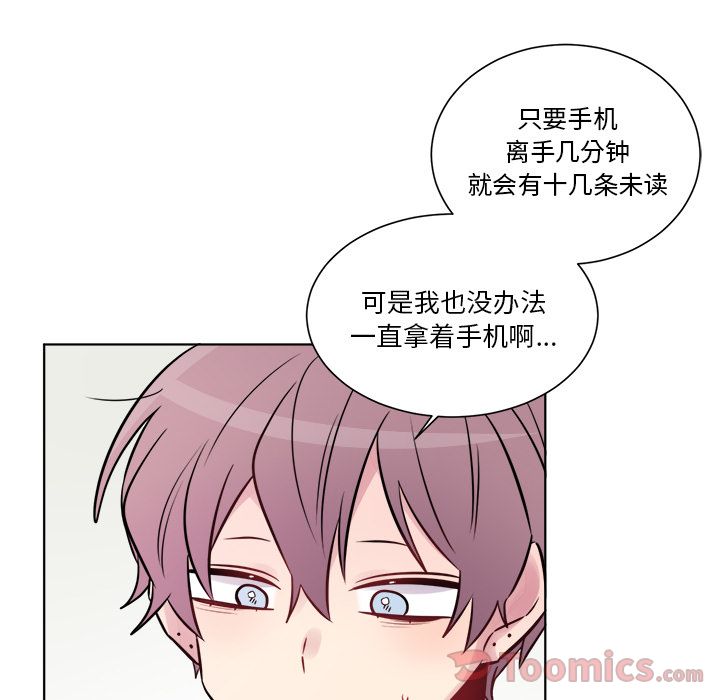 只要手机
离手几分钟
就会有十几条未读
可是我也没办法
一直拿着手机啊...
Toomics.com